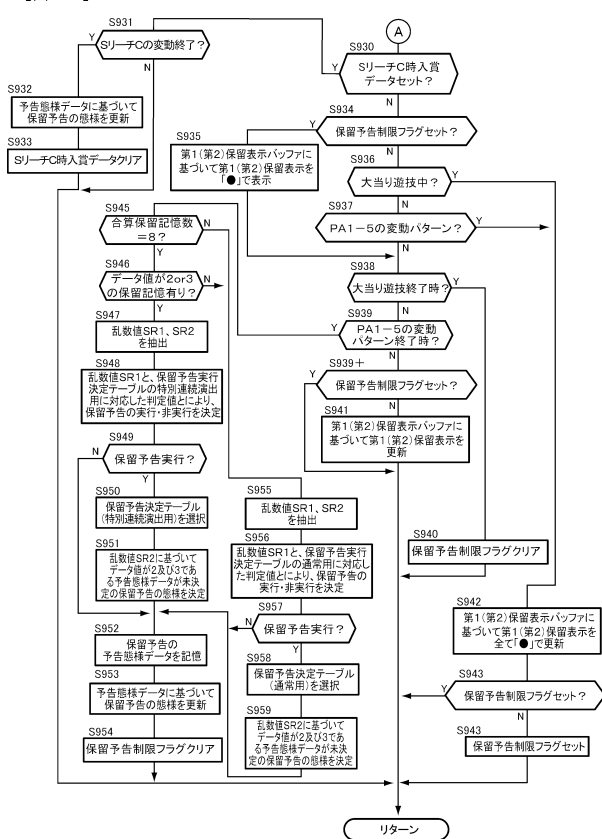 A
S931
SリーチCの変動終了？
Y
N
S930
SリーチC時入賞
データセット？
Y
N
S932
予告態様データに基づいて
保留予告の態様を更新
S933
SリーチC時入賞データクリア
S934
保留予告制限フラグセット？
Y
N
S935
第1(第2)保留表示バッファに
基づいて第1(第2)保留表示を
「●」で表示
S936
大当り遊技中？
Y
N
S937
PA1－5の変動パターン？
Y
N
S938
大当り遊技終了時？
Y
N
S939
PA1－5の変動
パターン終了時？
Y
N
S939＋
保留予告制限フラグセット？
Y
N
S941
第1(第2)保留表示バッファに
基づいて第1(第2)保留表示を
更新
S940
保留予告制限フラグクリア
S942
第1(第2)保留表示バッファに
基づいて第1(第2)保留表示を
全て「●」で更新
S943
保留予告制限フラグセット？
Y
N
S943
保留予告制限フラグセット
S945
合算保留記憶数
＝8？
N
Y
S946
データ値が2or3
の保留記憶有り？
N
Y
S947
乱数値SR1、SR2
を抽出
S948
乱数値SR1と、保留予告実行
決定テーブルの特別連続演出
用に対応した判定値とにより、
保留予告の実行・非実行を決定
S949
保留予告実行？
N
Y
S950
保留予告決定テーブル
(特別連続演出用)を選択
S951
乱数値SR2に基づいて
データ値が2及び3である
予告態様データが未決
定の保留予告の態様を決定
S952
保留予告の
予告態様データを記憶
S953
予告態様データに基づいて
保留予告の態様を更新
S954
保留予告制限フラグクリア
S955
乱数値SR1、SR2
を抽出
S956
乱数値SR1と、保留予告実行
決定テーブルの通常用に対応し
た判定値とにより、保留予告の
実行・非実行を決定
S957
保留予告実行？
N
Y
S958
保留予告決定テーブル
(通常用)を選択
S959
乱数値SR2に基づいて
データ値が2及び3であ
る予告態様データが未決
定の保留予告の態様を決定
リターン